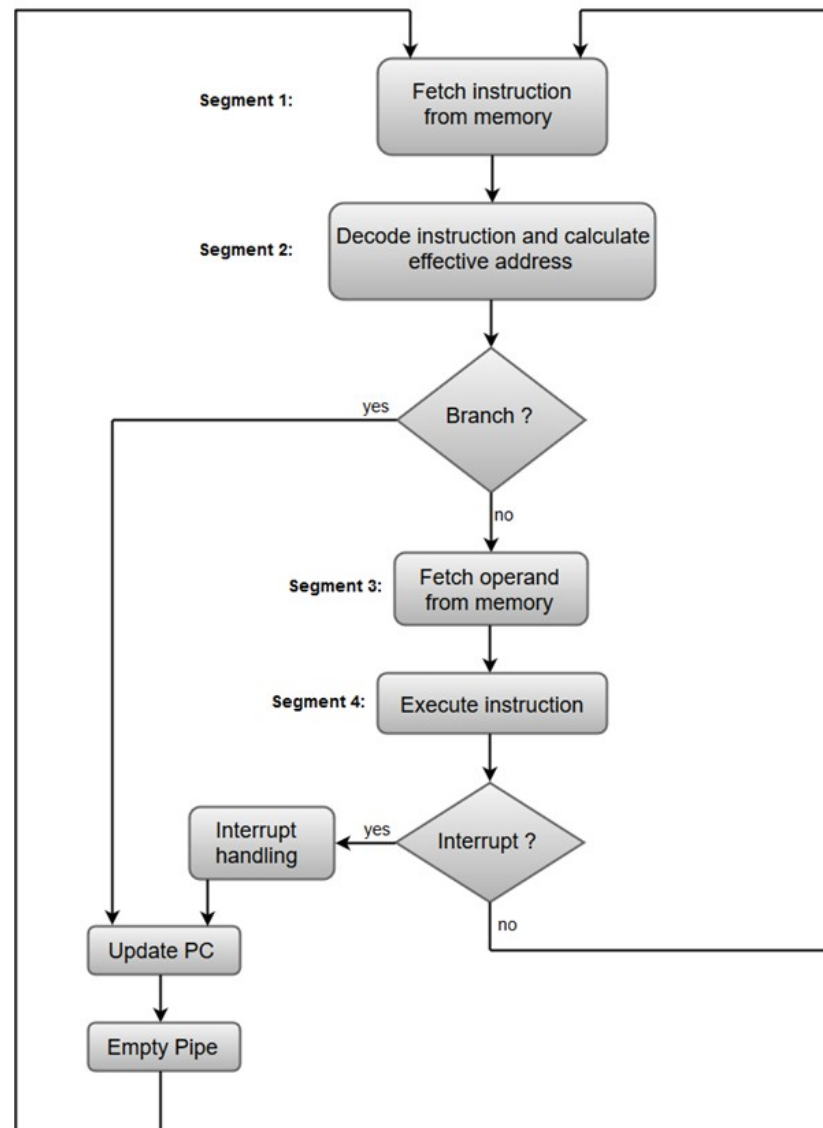 Segment 1:
Fetch instruction
from memory
Segment 2:
Decode instruction and calculate
effective address
yes
Branch ?
no
Segment 3:
Fetch operand
from memory
Segment 4:
Execute instruction
Interrupt
handling
yes
Interrupt ?
no
Update PC
Empty Pipe